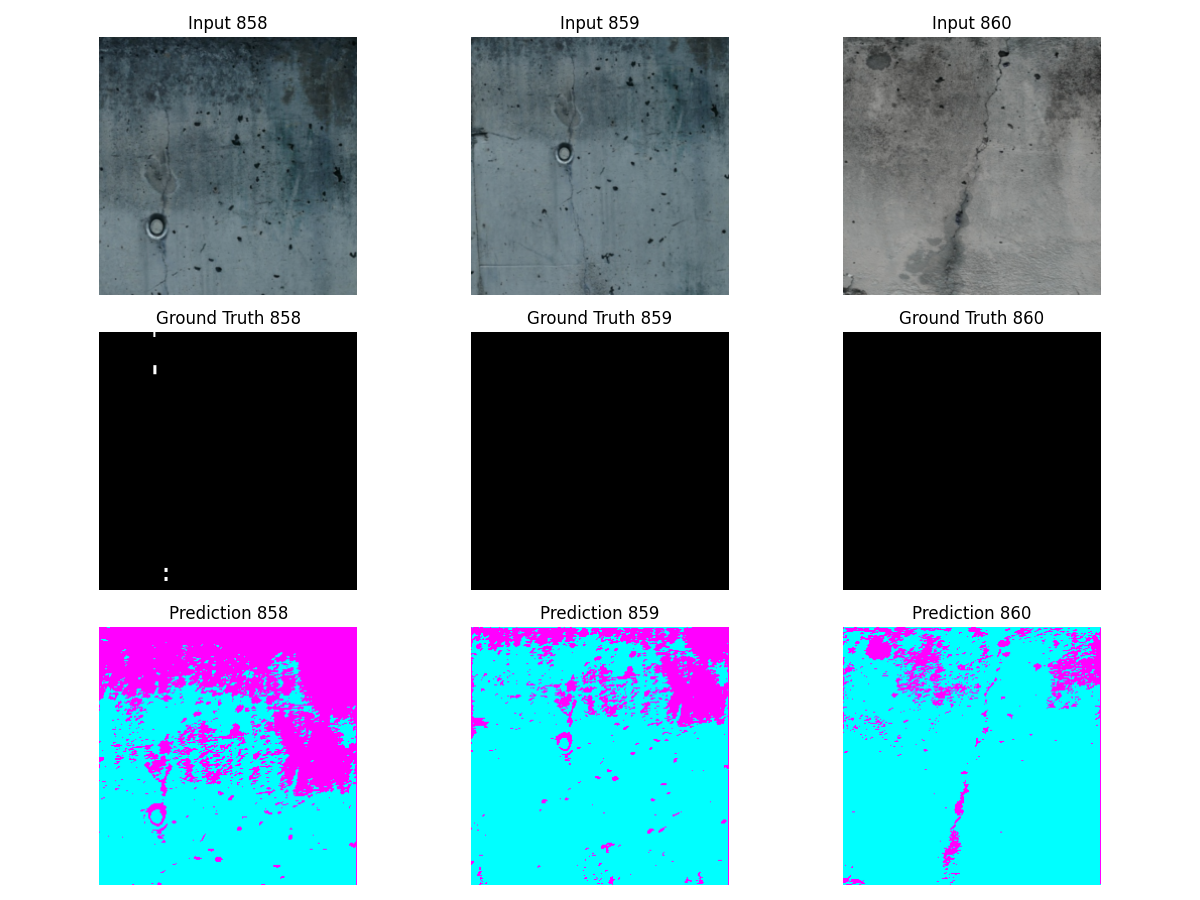 Input 858
Input 859
Input 860
Ground Truth 858
Ground Truth 859
Ground Truth 860
Prediction 858
Prediction 859
Prediction 860